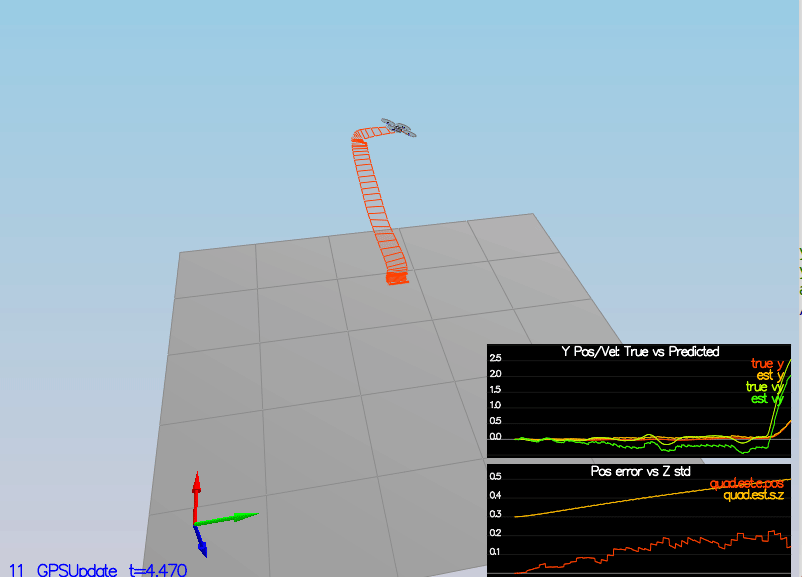 Y Pos/Vel: True vs Predicted
2.5
true y
2.0
est y
1.5
true vy
est vy
1.0
0.5
0.0
Pos error vs Z std
0.5
quad.est.e.pos
0.4
quad.est.s.z
0.3
0.2
0.1
11 GPSUpdate t=4.470